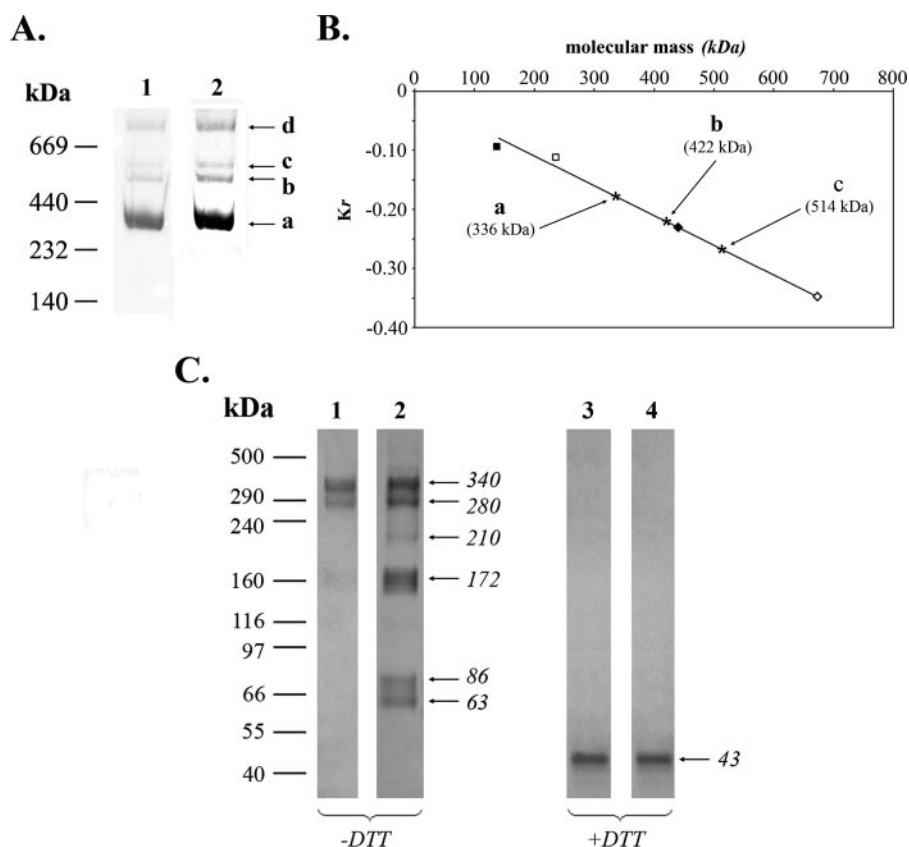 A.
kDa
1 2
669
440
232
140
d
c
b
a
B.
molecular mass (kDa)
0 100 200 300 400 500 600 700 800
0
-0.10
-0.20
-0.30
-0.40
Kr
b
(422 kDa)
c
(514 kDa)
a
(336 kDa)
C.
kDa
1 2 3 4
500
290
240
160
116
97
66
55
40
340
280
210
172
86
63
43
-DTT +DTT